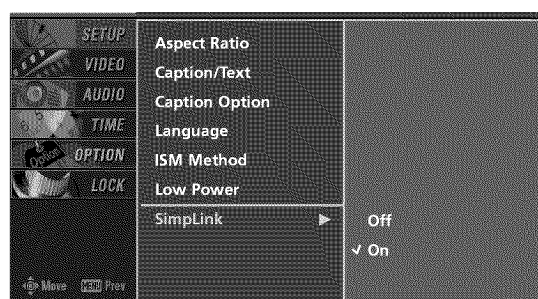 SETUP
VIDEO
AUDIO
TIME
OPTION
LOCK
Move MENU Prev
Aspect Ratio
Caption/Text
Caption Option
Language
ISM Method
Low Power
SimpLink ▶
Off
✓ On